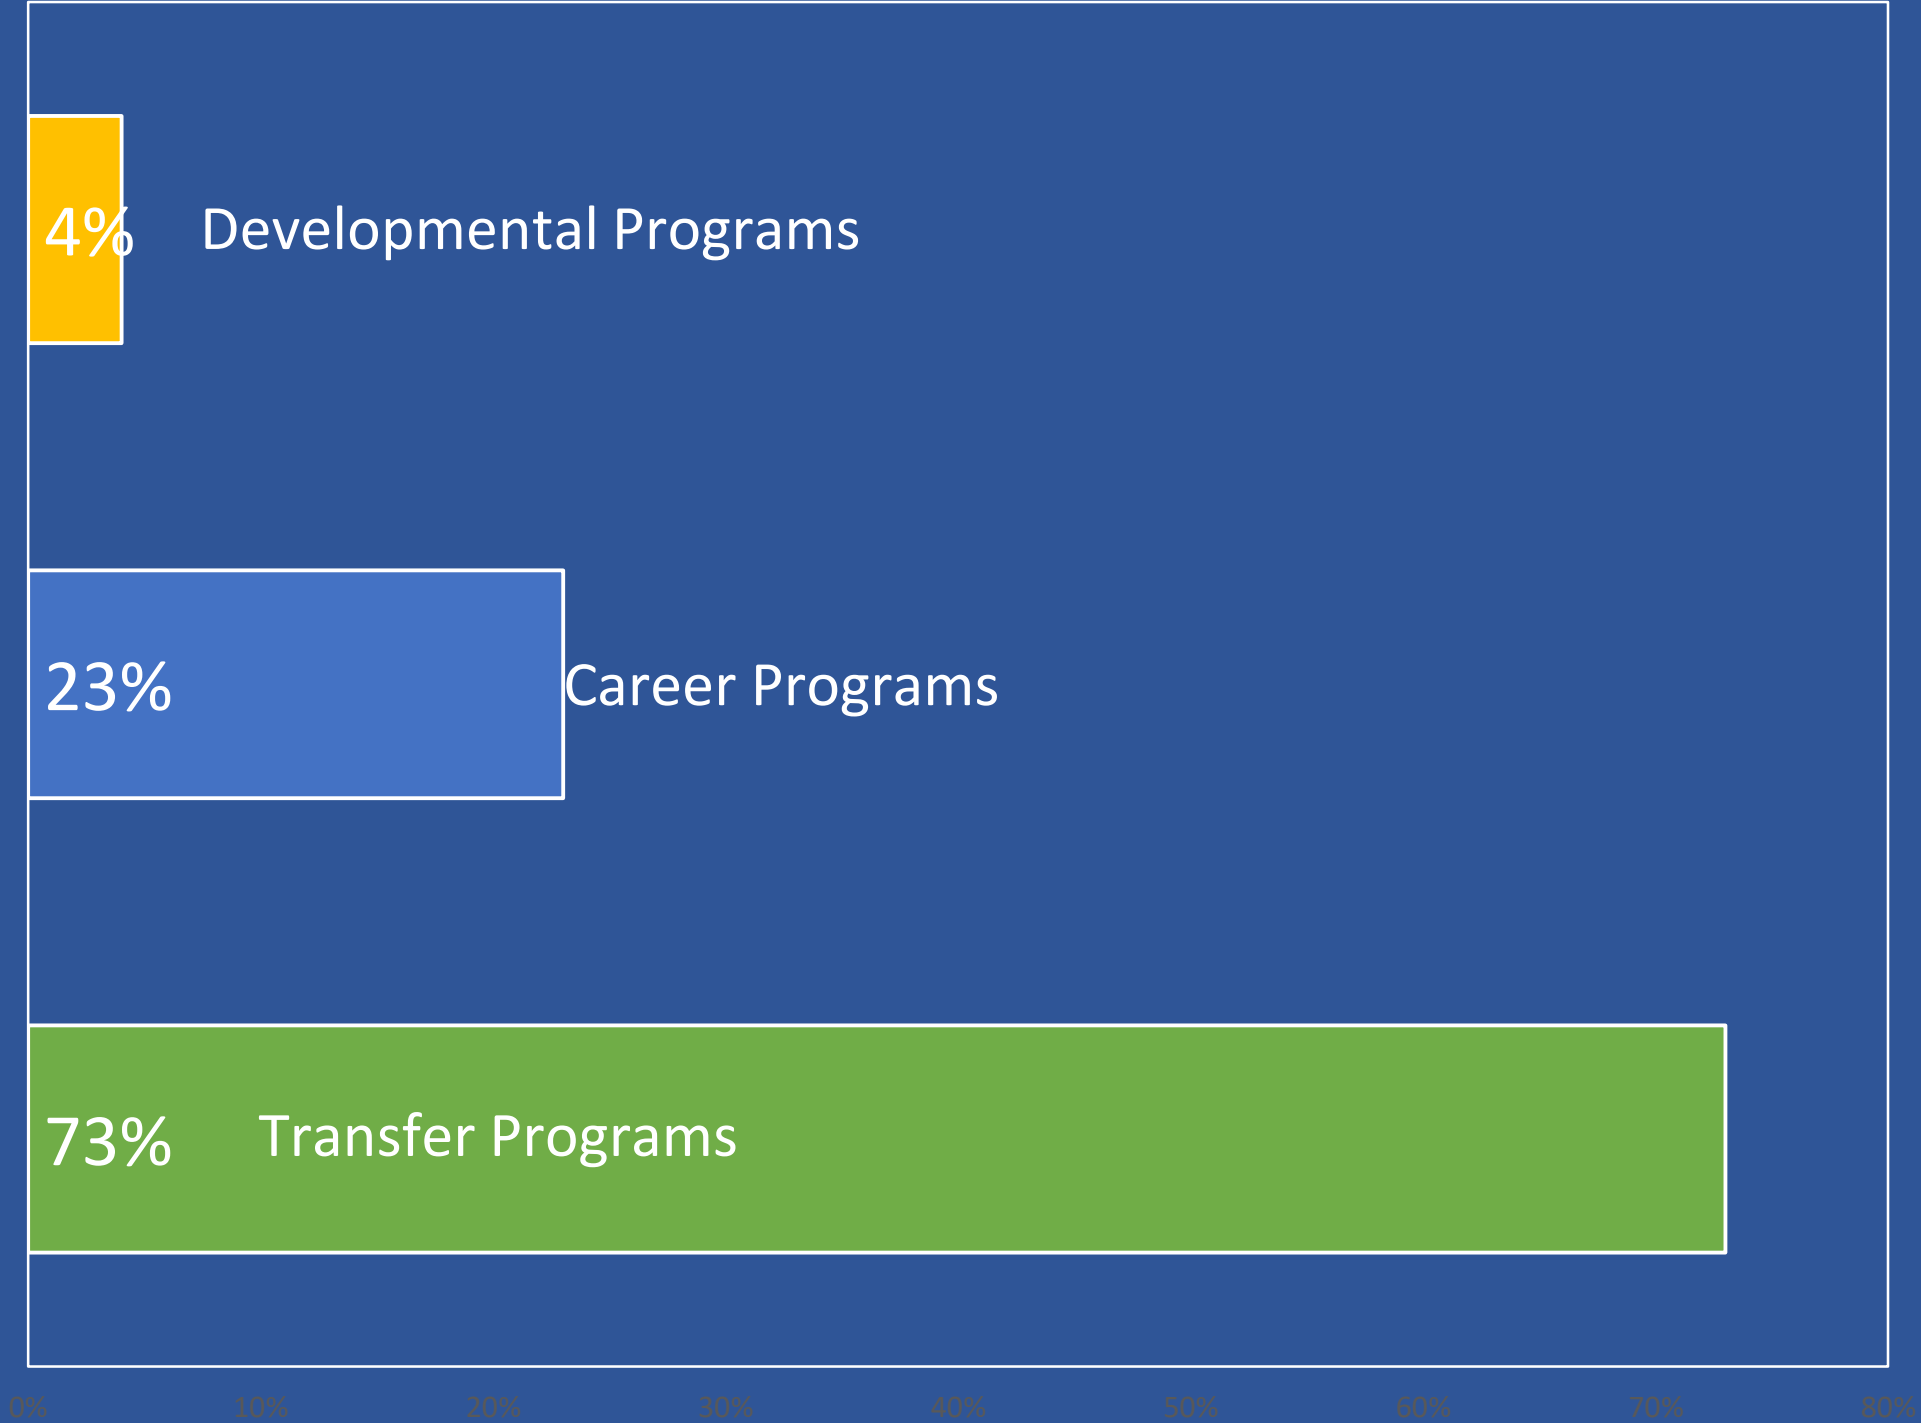 4% Developmental Programs
23% Career Programs
73% Transfer Programs
0% 10% 20% 30% 40% 50% 60% 70% 80%